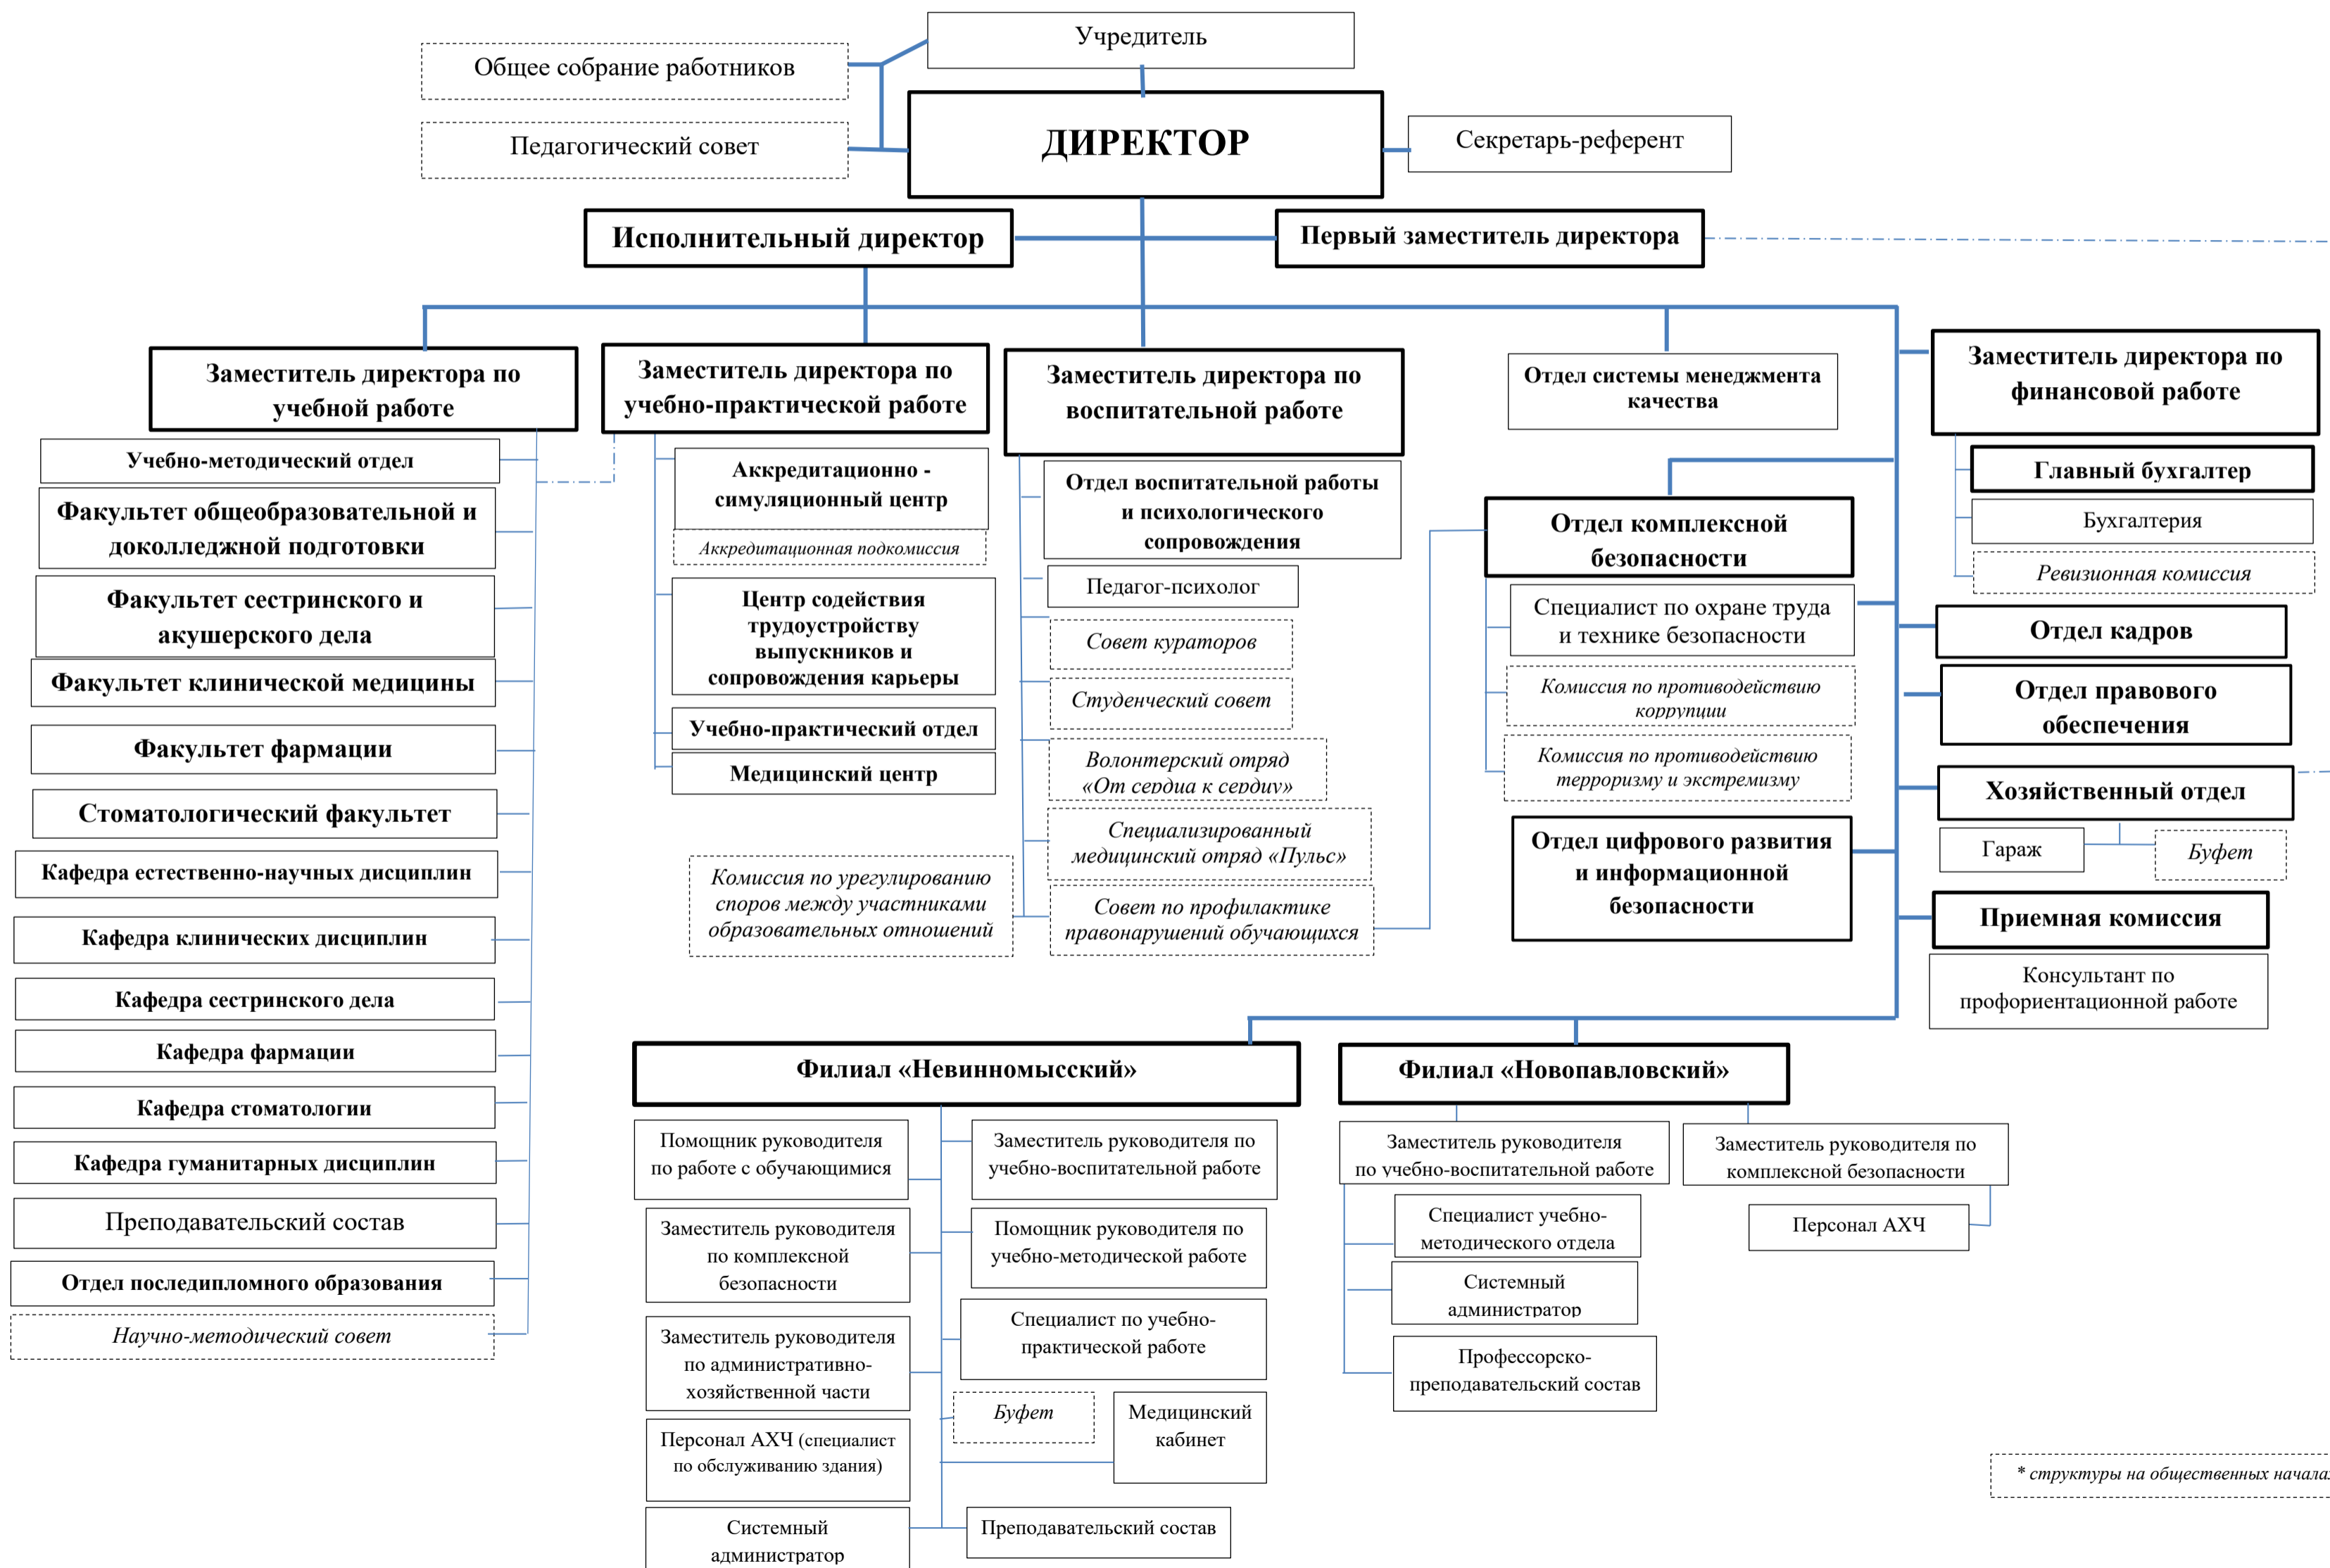 Учредитель
Общее собрание работников
Педагогический совет
ДИРЕКТОР
Секретарь-референт
Исполнительный директор
Первый заместитель директора
Заместитель директора по
учебной работе
Учебно-методический отдел
Факультет общеобразовательной и
доколледжной подготовки
Факультет сестринского и
акушерского дела
Факультет клинической медицины
Факультет фармации
Стоматологический факультет
Кафедра естественно-научных дисциплин
Кафедра клинических дисциплин
Кафедра сестринского дела
Кафедра фармации
Кафедра стоматологии
Кафедра гуманитарных дисциплин
Преподавательский состав
Отдел последипломного образования
Научно-методический совет
Заместитель директора по
учебно-практической работе
Аккредитационно -
симуляционный центр
Аккредитационная подкомиссия
Центр содействия
трудоустройству
выпускников и
сопровождения карьеры
Учебно-практический отдел
Медицинский центр
Заместитель директора по
воспитательной работе
Отдел воспитательной работы
и психологического
сопровождения
Педагог-психолог
Совет кураторов
Студенческий совет
Волонтерский отряд
«От сердца к сердцу»
Специализированный
медицинский отряд «Пульс»
Комиссия по урегулированию
споров между участниками
образовательных отношений
Совет по профилактике
правонарушений обучающихся
Отдел системы менеджмента
качества
Отдел комплексной
безопасности
Специалист по охране труда
и технике безопасности
Комиссия по противодействию
коррупции
Комиссия по противодействию
терроризму и экстремизму
Отдел цифрового развития
и информационной
безопасности
Заместитель директора по
финансовой работе
Главный бухгалтер
Бухгалтерия
Ревизионная комиссия
Отдел кадров
Отдел правового
обеспечения
Хозяйственный отдел
Гараж
Буфет
Приемная комиссия
Консультант по
профориентационной работе
Филиал «Невинномысский»
Помощник руководителя
по работе с обучающимися
Заместитель руководителя по
учебно-воспитательной работе
Заместитель руководителя
по комплексной
безопасности
Помощник руководителя по
учебно-методической работе
Заместитель руководителя
по административно-
хозяйственной части
Специалист по учебно-
практической работе
Буфет
Медицинский
кабинет
Персонал АХЧ (специалист
по обслуживанию здания)
Системный
администратор
Преподавательский состав
Филиал «Новопавловский»
Заместитель руководителя
по учебно-воспитательной работе
Заместитель руководителя по
комплексной безопасности
Специалист учебно-
методического отдела
Персонал АХЧ
Системный
администратор
Профессорско-
преподавательский состав
* структуры на общественных началах